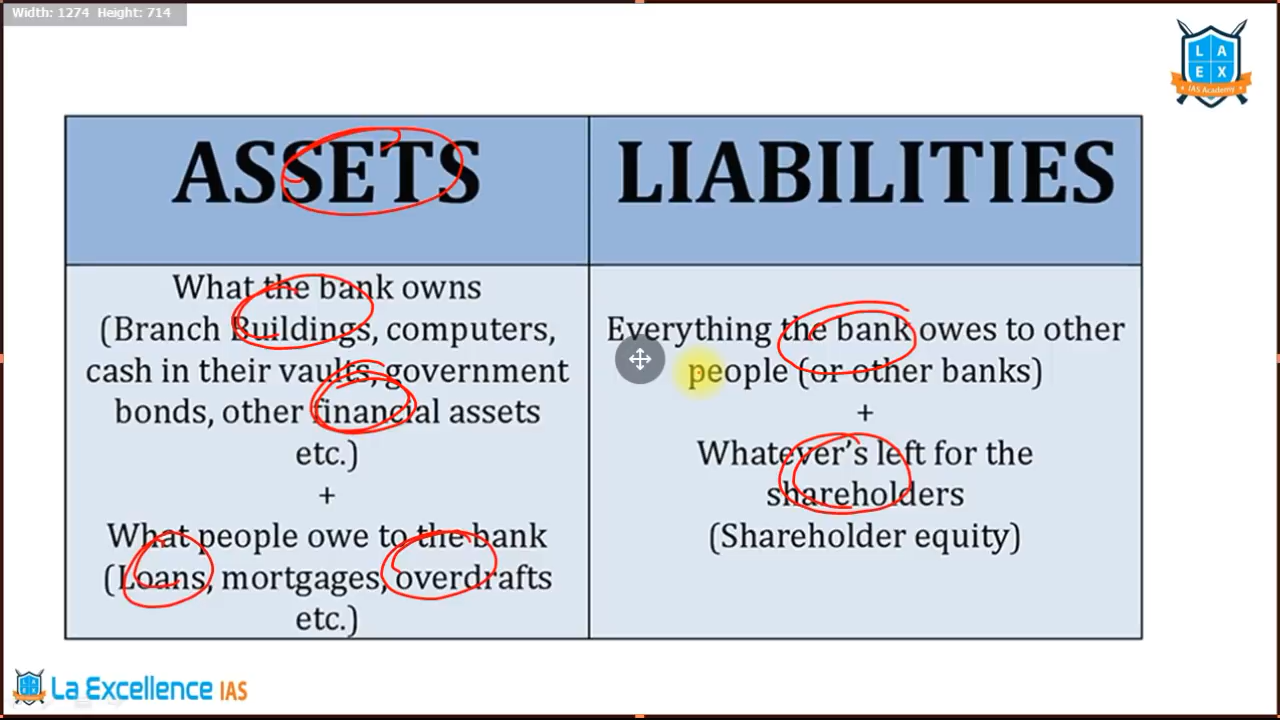 Width: 1274 Height: 714
L A
E X
IAS Academy
ASSETS
LIABILITIES
What the bank owns
(Branch Buildings, computers,
cash in their vaults, government
bonds, other financial assets
etc.)
+
What people owe to the bank
(Loans, mortgages, overdrafts
etc.)
Everything the bank owes to other
people (or other banks)
+
Whatever's left for the
shareholders
(Shareholder equity)
La Excellence IAS